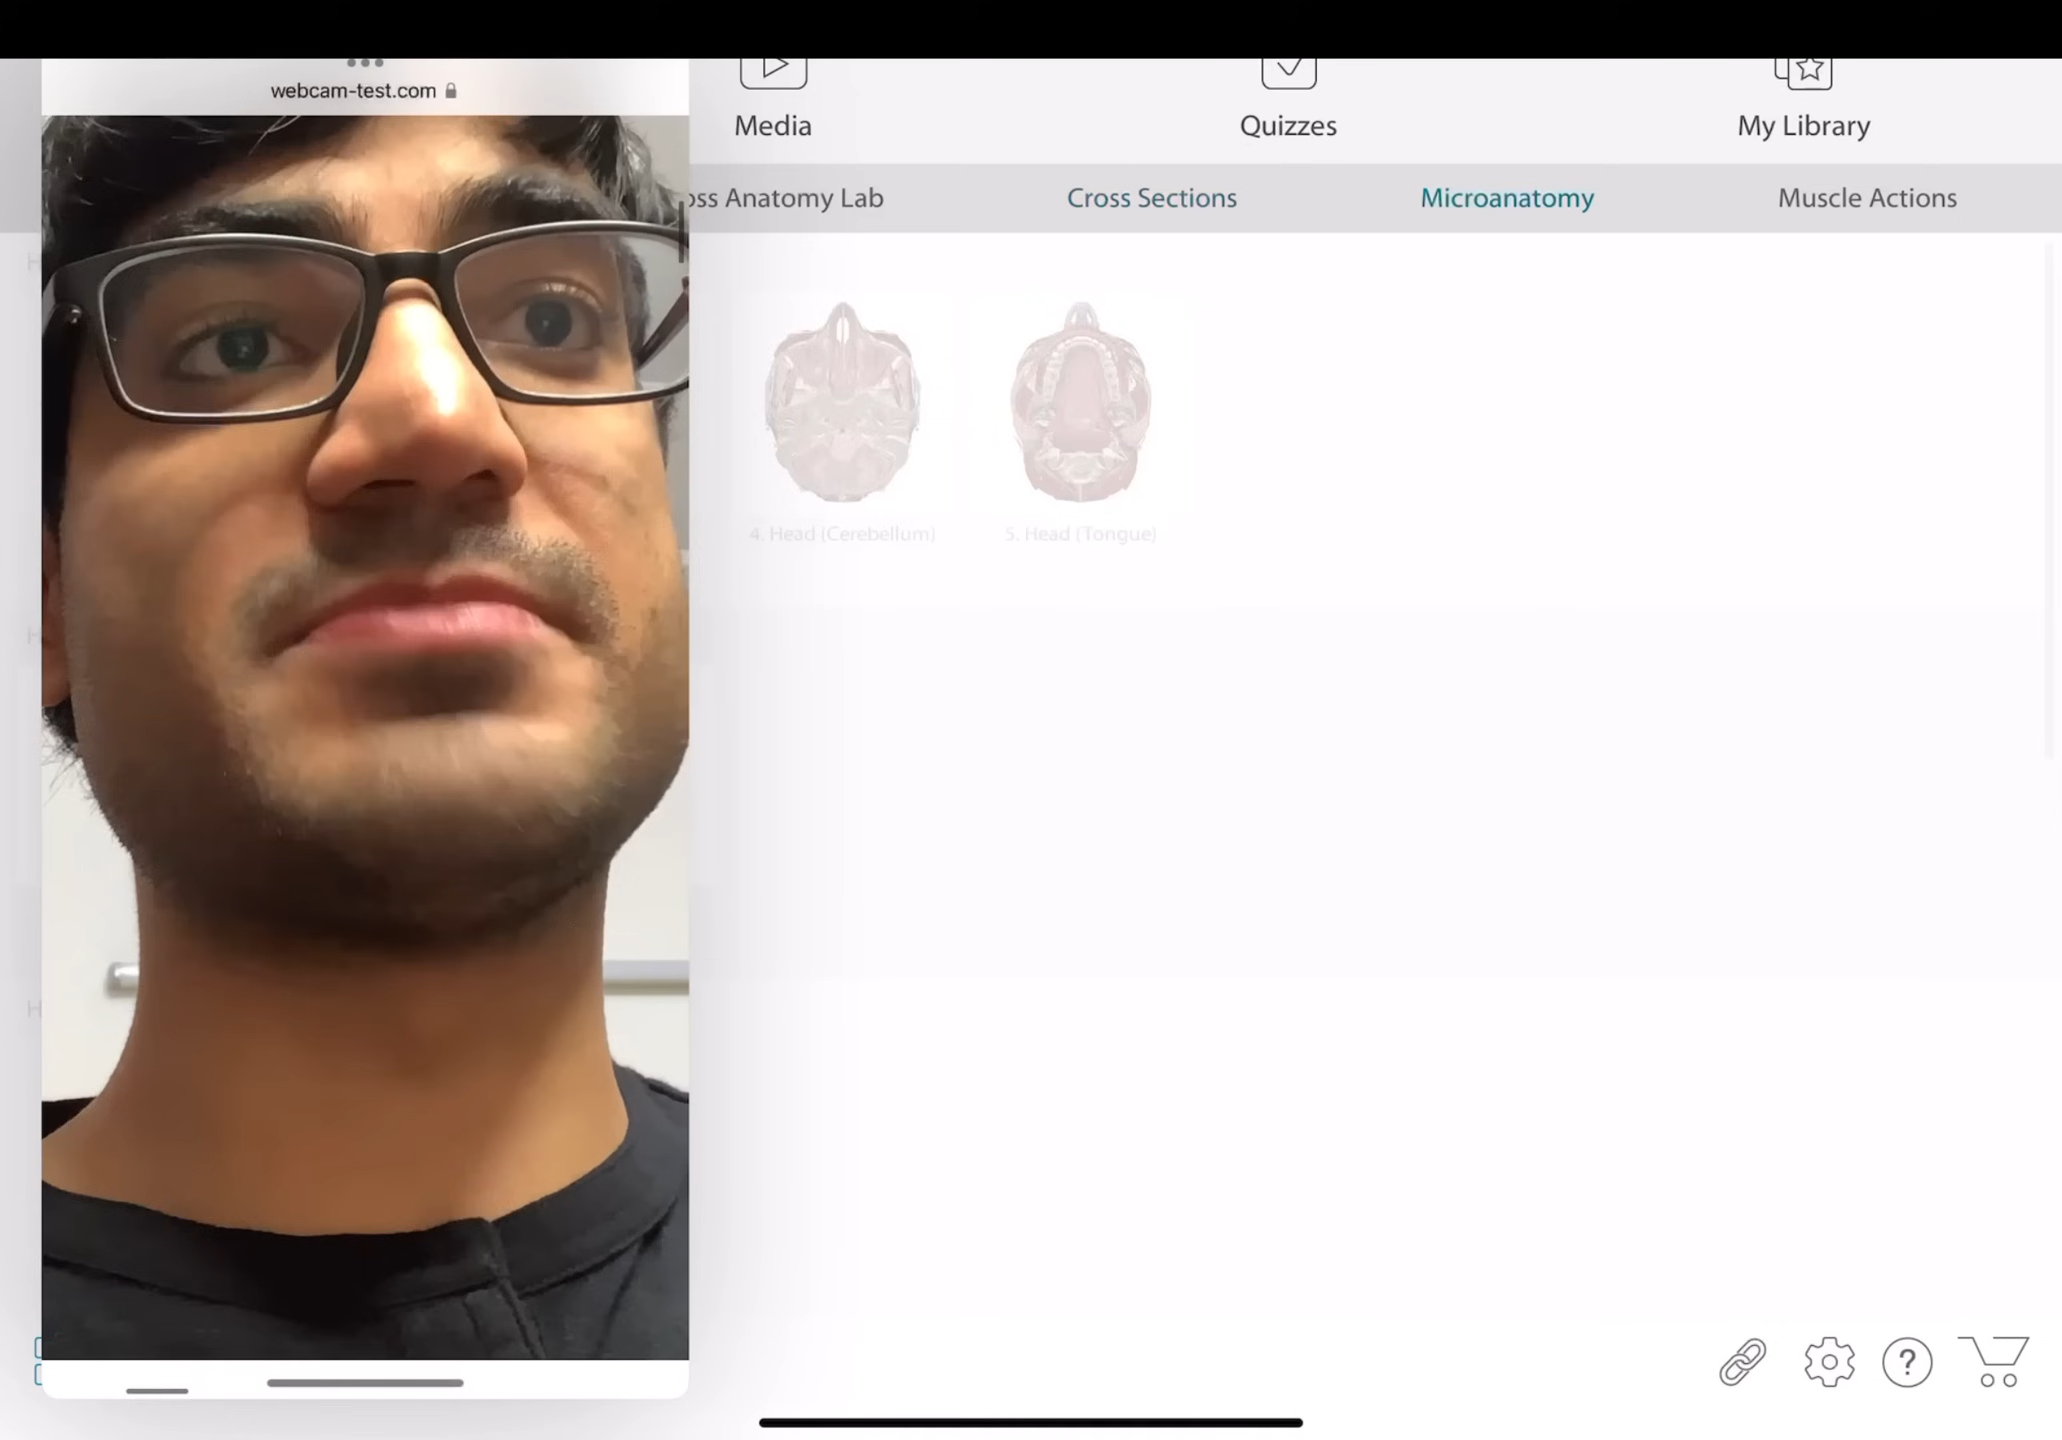 webcam-test.com
Media
Quizzes
My Library
oss Anatomy Lab
Cross Sections
Microanatomy
Muscle Actions
4. Head (Cerebellum)
5. Head (Tongue)
H
H
H
?